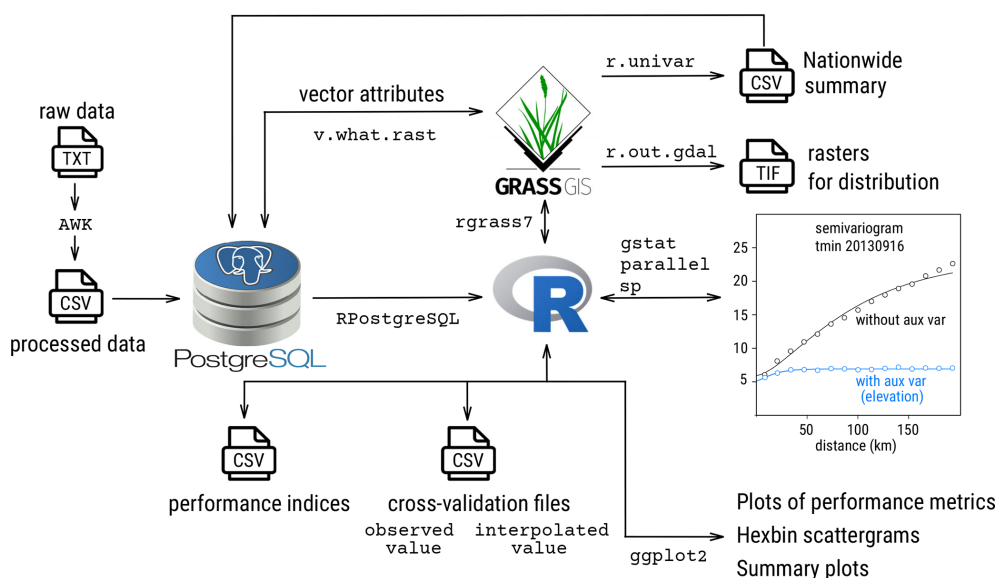 raw data
TXT
AWK
CSV
processed data
PostgreSQL
vector attributes
v.what.rast
RPostgreSQL
GRASS GIS
rgrass7
R
r.univar
CSV
Nationwide
summary
r.out.gdal
TIF
rasters
for distribution
gstat
parallel
sp
semivariogram
tmin 20130916
25
20
15
10
5
without aux var
with aux var
(elevation)
50 100 150
distance (km)
CSV
performance indices
CSV
cross-validation files
observed
value
interpolated
value
ggplot2
Plots of performance metrics
Hexbin scattergrams
Summary plots